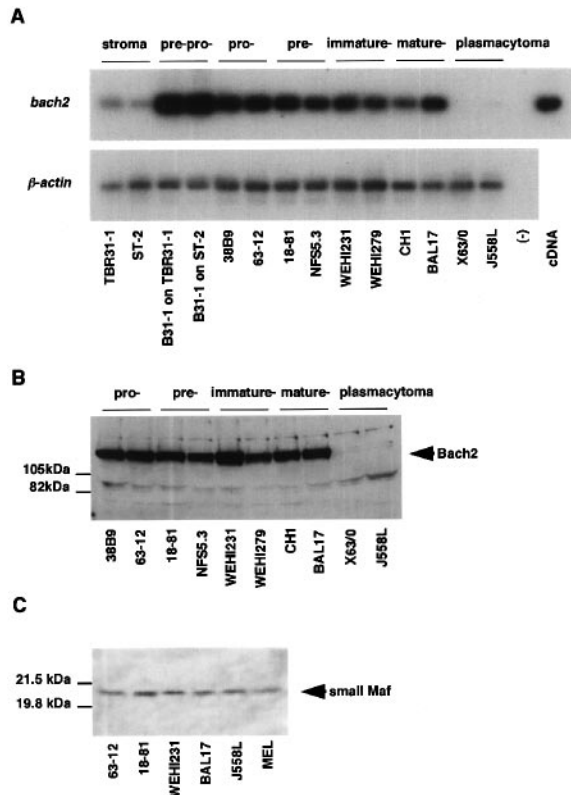 A
stroma pre-pro- pro- pre- immature- mature- plasmacytoma
bach2
β-actin
TBR31-1
ST-2
B31-1 on TBR31-1
B31-1 on ST-2
38B9
63-12
18-81
NFS5.3
WEHI231
WEHI279
CH1
BAL17
X63/0
J558L
(-)
cDNA
B
pro- pre- immature- mature- plasmacytoma
Bach2
105kDa
82kDa
38B9
63-12
18-81
NFS5.3
WEHI231
WEHI279
CH1
BAL17
X63/0
J558L
C
21.5 kDa
small Maf
19.8 kDa
63-12
18-81
WEHI231
BAL17
J558L
MEL